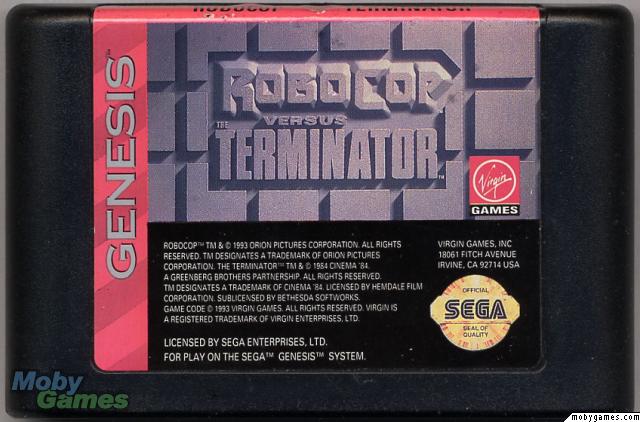 ROBOCOP TERMINATOR
GENESIS™
ROBOCOP
VERSUS
THE TERMINATOR™
Virgin
GAMES
ROBOCOP™ TM & © 1993 ORION PICTURES CORPORATION. ALL RIGHTS
RESERVED. TM DESIGNATES A TRADEMARK OF ORION PICTURES
CORPORATION. THE TERMINATOR™ TM & © 1984 CINEMA '84.
A GREENBERG BROTHERS PARTNERSHIP. ALL RIGHTS RESERVED.
TM DESIGNATES A TRADEMARK OF CINEMA '84. LICENSED BY HEMDALE FILM
CORPORATION. SUBLICENSED BY BETHESDA SOFTWORKS.
GAME CODE © 1993 VIRGIN GAMES. ALL RIGHTS RESERVED. VIRGIN IS
A REGISTERED TRADEMARK OF VIRGIN ENTERPRISES, LTD.
LICENSED BY SEGA ENTERPRISES, LTD.
FOR PLAY ON THE SEGA™ GENESIS™ SYSTEM.
VIRGIN GAMES, INC
18061 FITCH AVENUE
IRVINE, CA 92714 USA
OFFICIAL
SEGA
SEAL OF
QUALITY
Moby
Games
mobygames.com